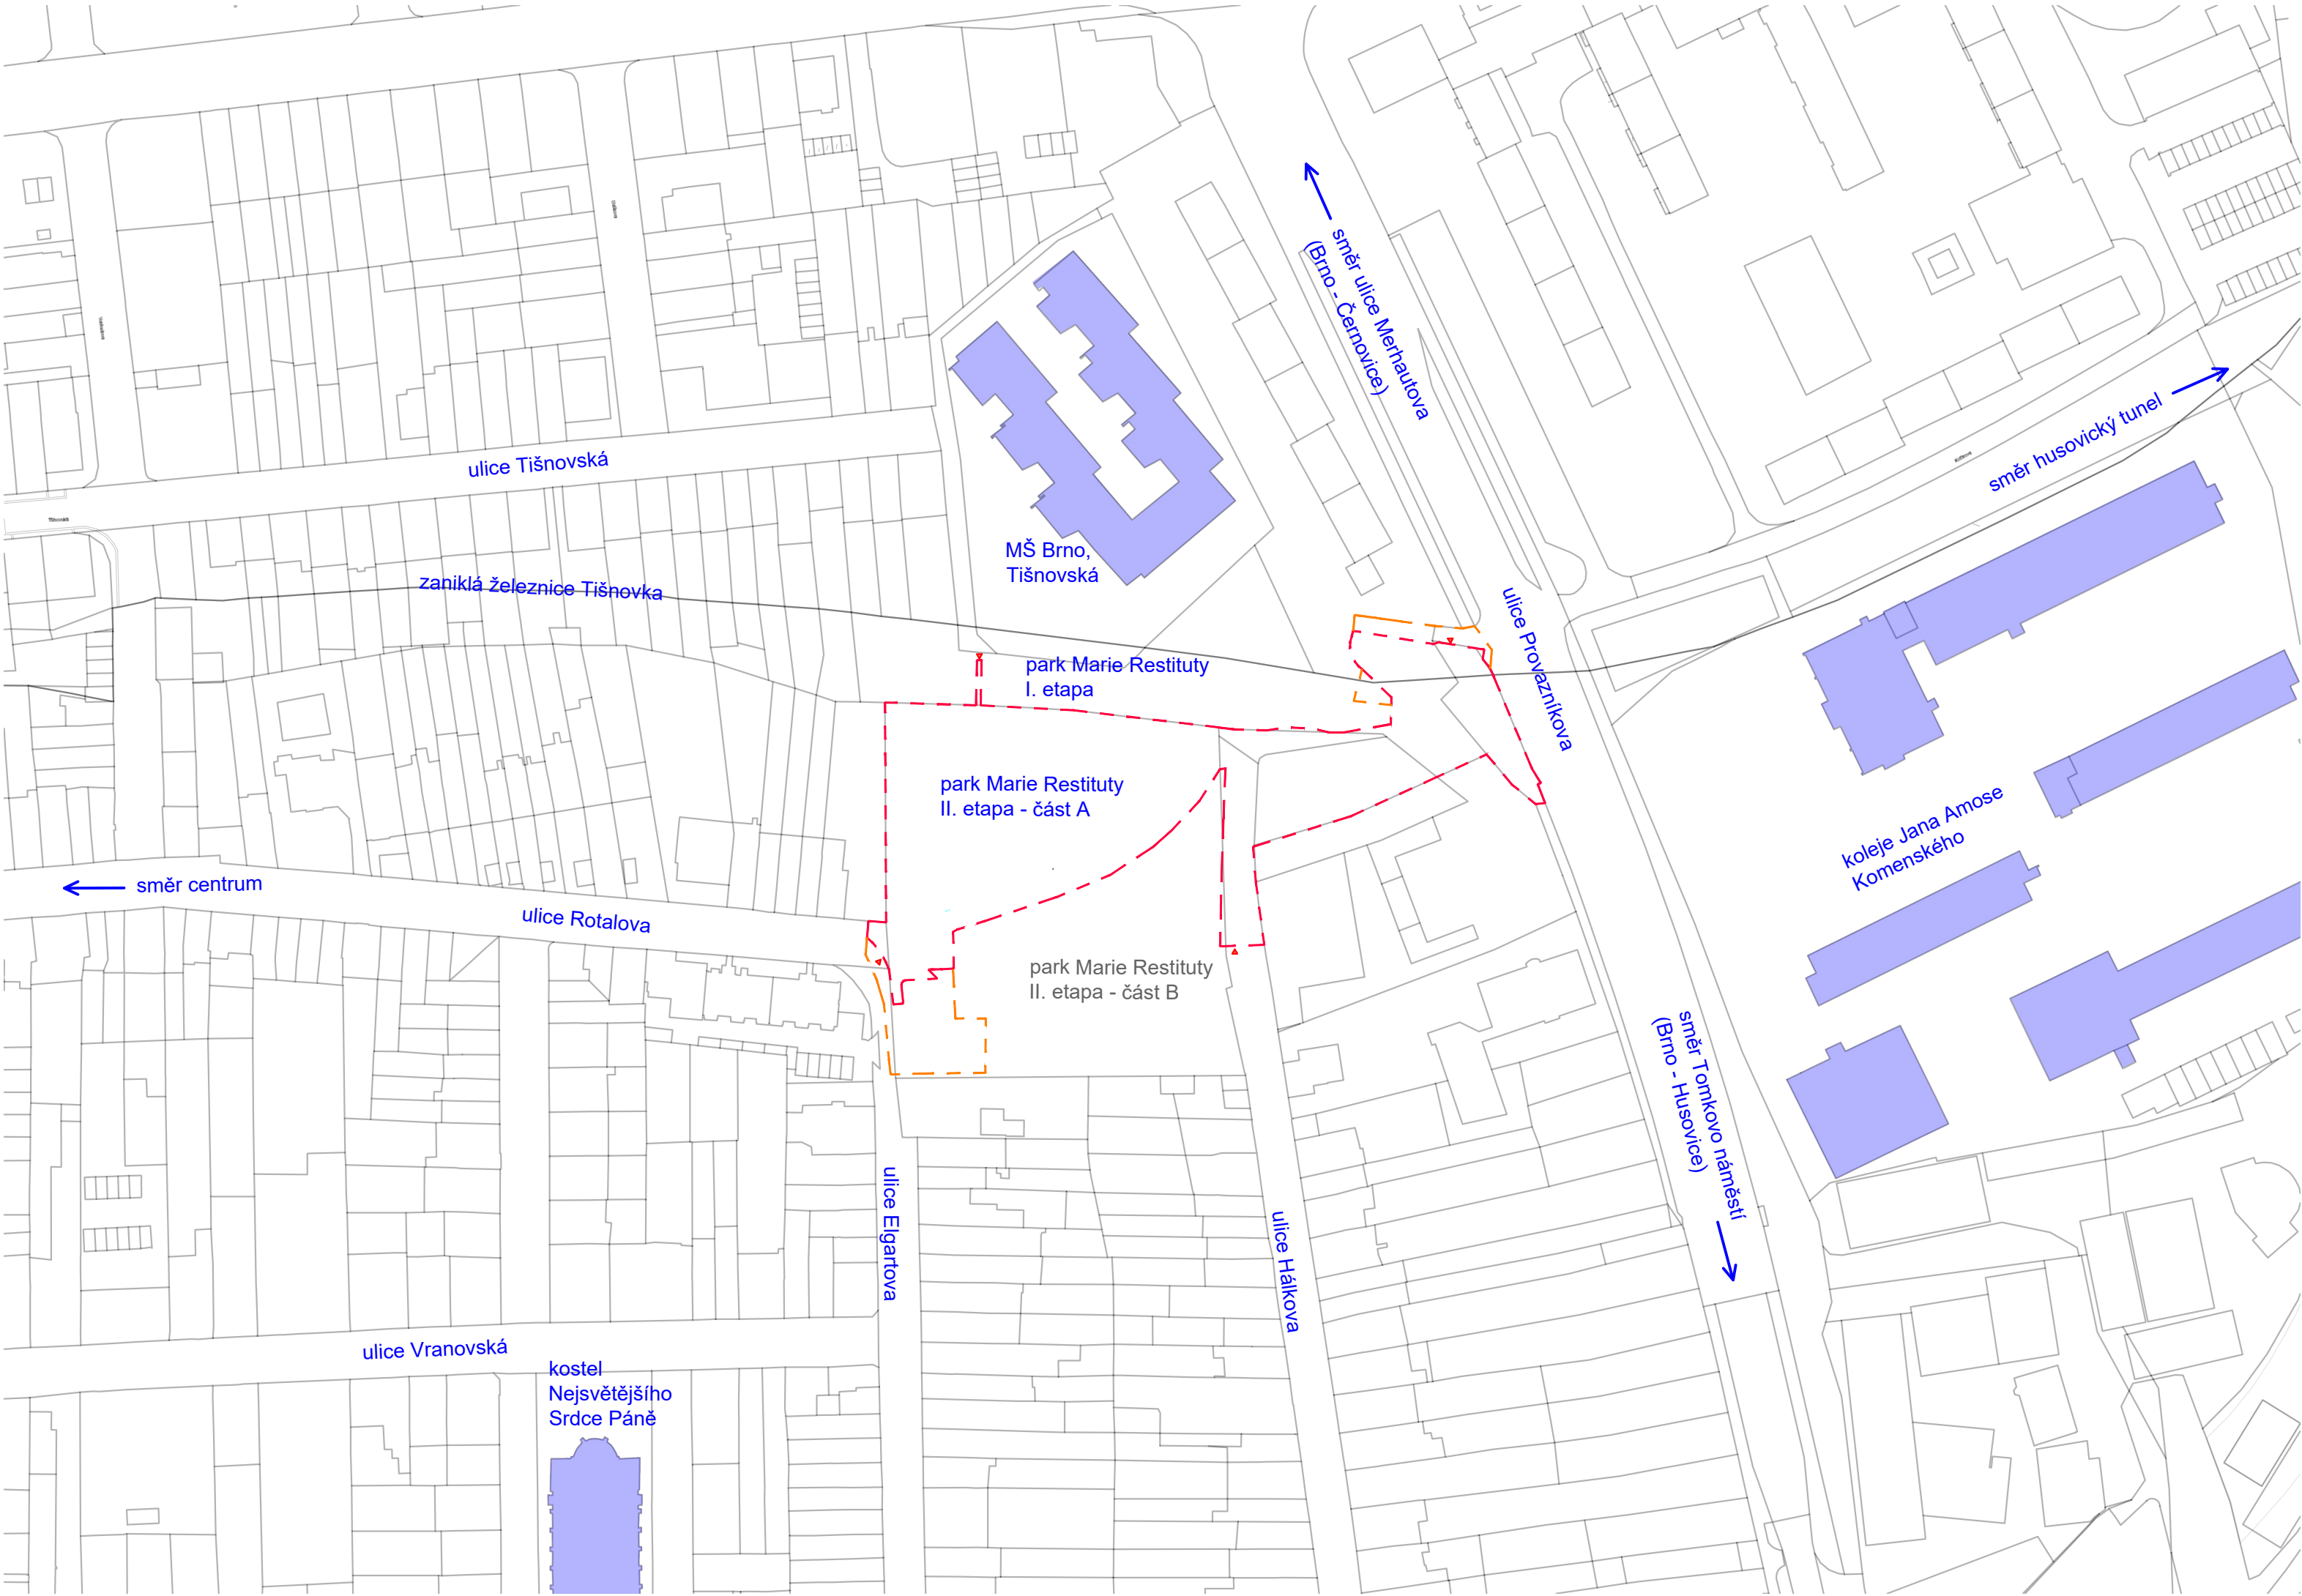 směr ulice Merhautova
(Brno - Černovice)
směr husovický tunel
ulice Tišnovská
MŠ Brno,
Tišnovská
zaniklá železnice Tišnovka
ulice Provazníkova
park Marie Restituty
I. etapa
park Marie Restituty
II. etapa - část A
koleje Jana Amose
Komenského
směr centrum
ulice Rotalova
park Marie Restituty
II. etapa - část B
směr Tomkovo náměstí
(Brno - Husovice)
ulice Elgartova
ulice Hálkova
ulice Vranovská
kostel
Nejsvětějšího
Srdce Páně